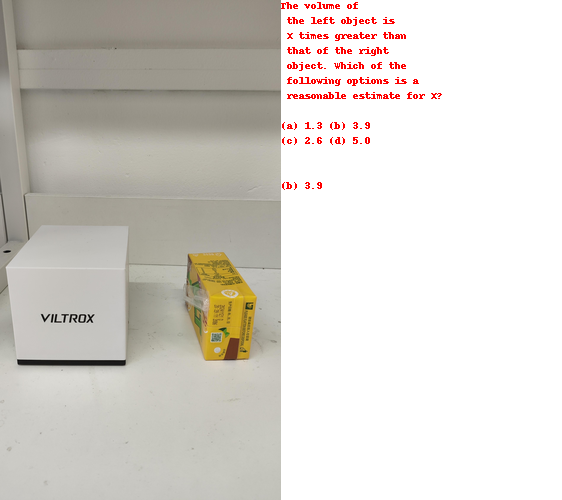 The volume of
the left object is
X times greater than
that of the right
object. Which of the
following options is a
reasonable estimate for X?
(a) 1.3 (b) 3.9
(c) 2.6 (d) 5.0
(b) 3.9
VILTROX